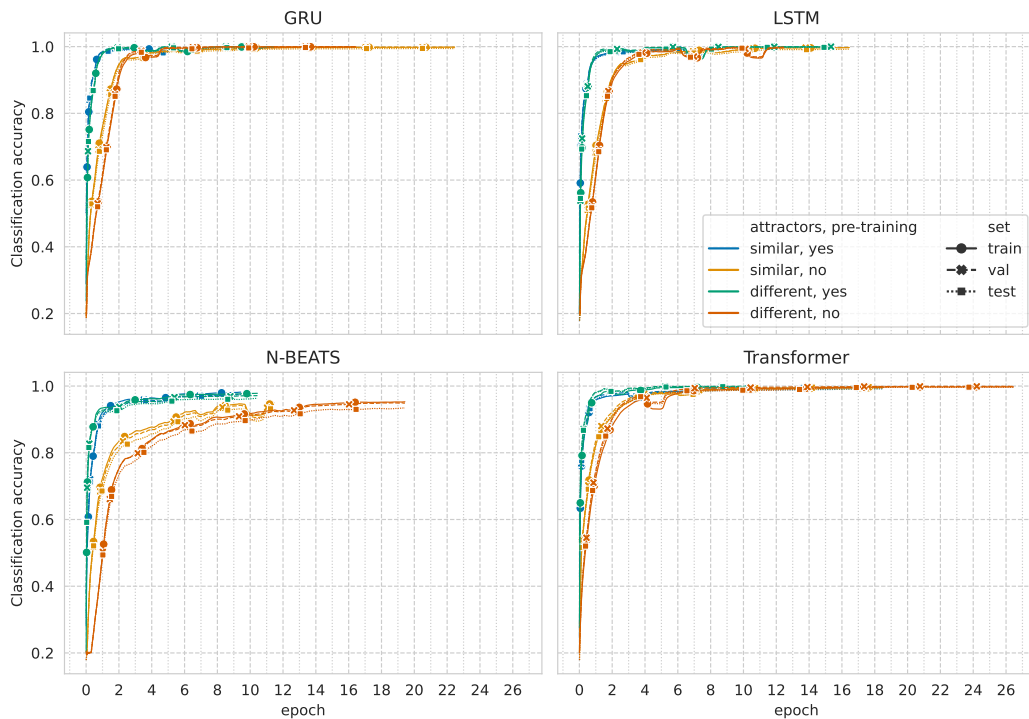 GRU
LSTM
Classification accuracy
1.0
0.8
0.6
0.4
0.2
attractors, pre-training
similar, yes
similar, no
different, yes
different, no
set
train
val
test
N-BEATS
Transformer
Classification accuracy
1.0
0.8
0.6
0.4
0.2
0 2 4 6 8 10 12 14 16 18 20 22 24 26
0 2 4 6 8 10 12 14 16 18 20 22 24 26
epoch
epoch